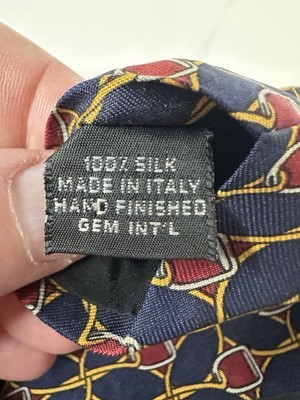 100% SILK
MADE IN ITALY
HAND FINISHED
GEM INT'L